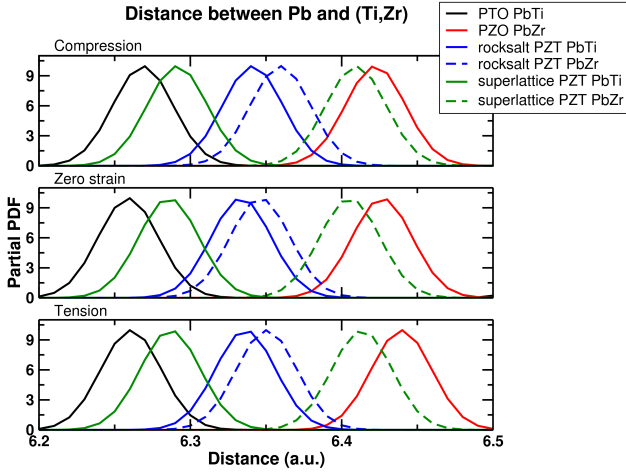 Distance between Pb and (Ti,Zr)
PTO PbTi
PZO PbZr
rocksalt PZT PbTi
rocksalt PZT PbZr
superlattice PZT PbTi
superlattice PZT PbZr
Compression
9
6
3
0
Zero strain
9
6
3
0
Partial PDF
Tension
9
6
3
0
6.2 6.3 6.4 6.5
Distance (a.u.)